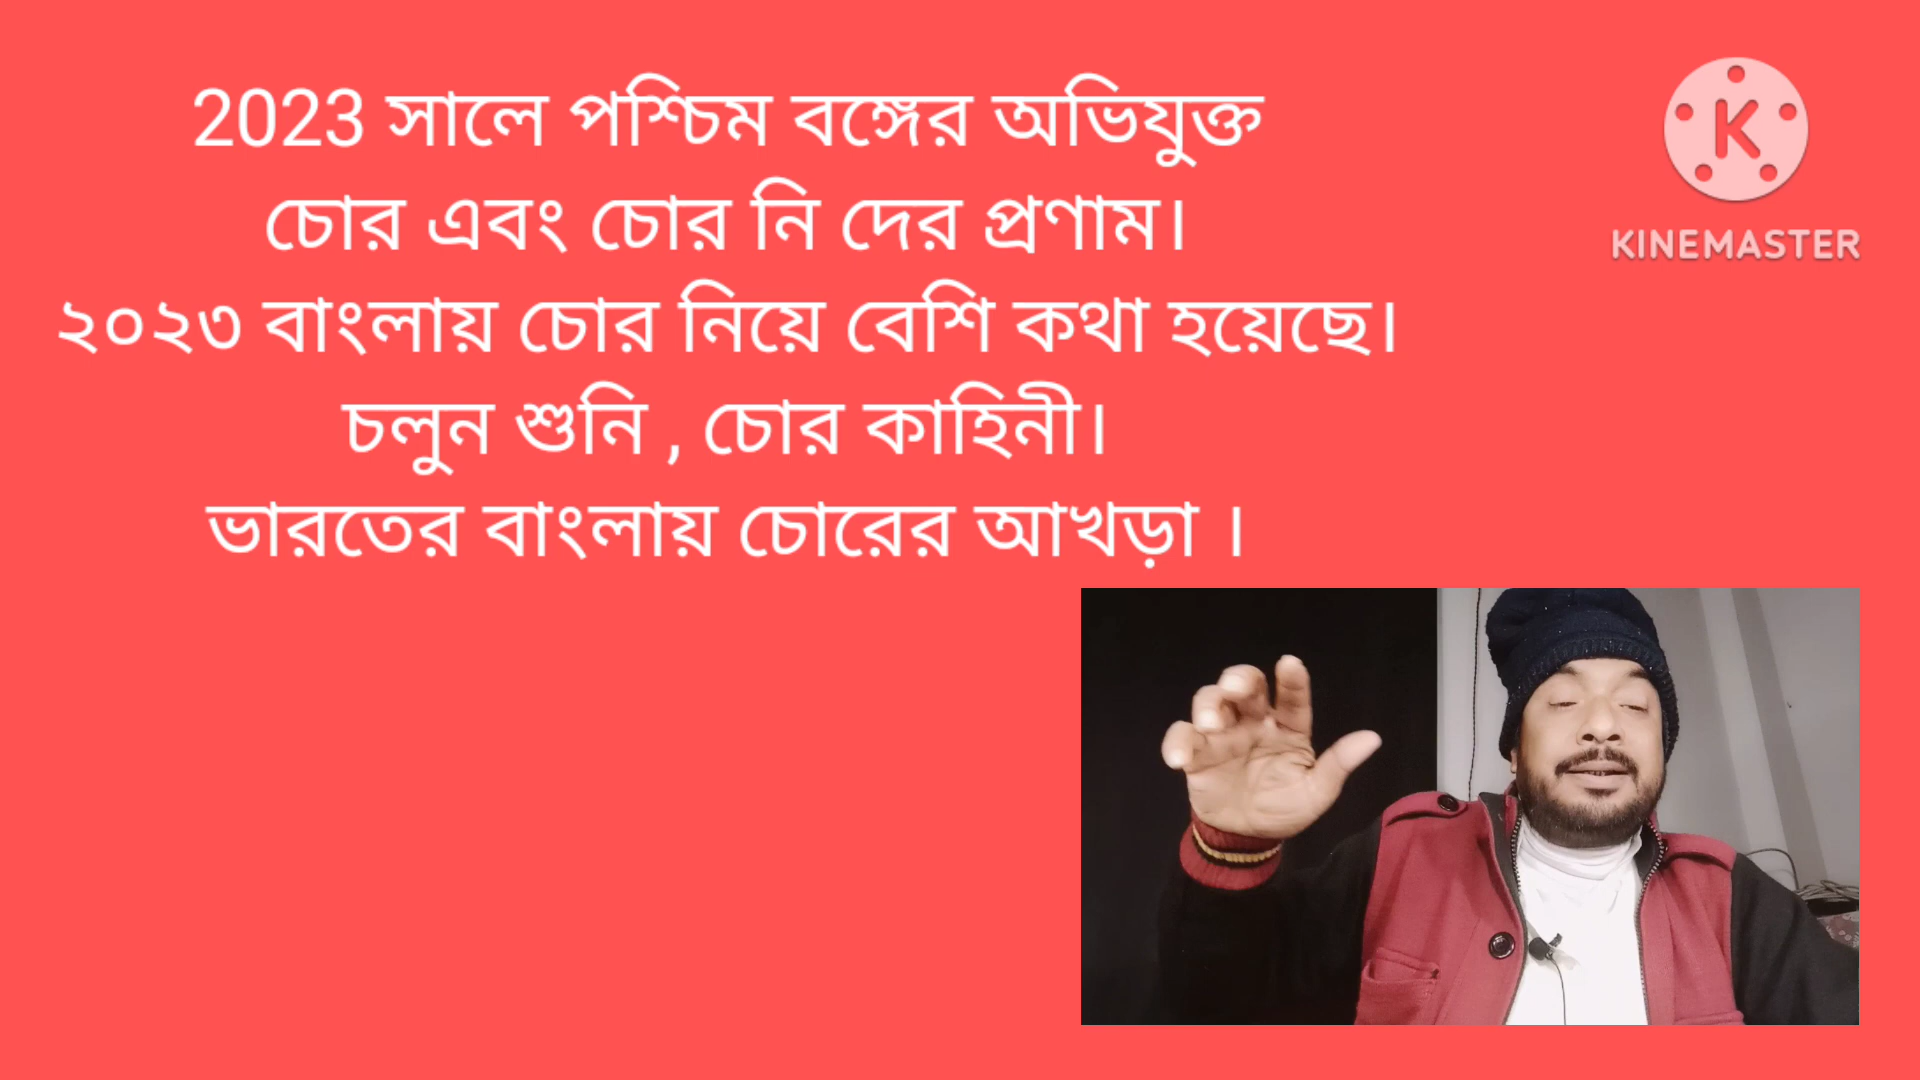 2023 সালে পশ্চিম বঙ্গের অভিযুক্ত
চোর এবং চোর নি দের প্রণাম।
২০২৩ বাংলায় চোর নিয়ে বেশি কথা হয়েছে।
চলুন শুনি , চোর কাহিনী।
ভারতের বাংলায় চোরের আখড়া ।
K
KINEMASTER